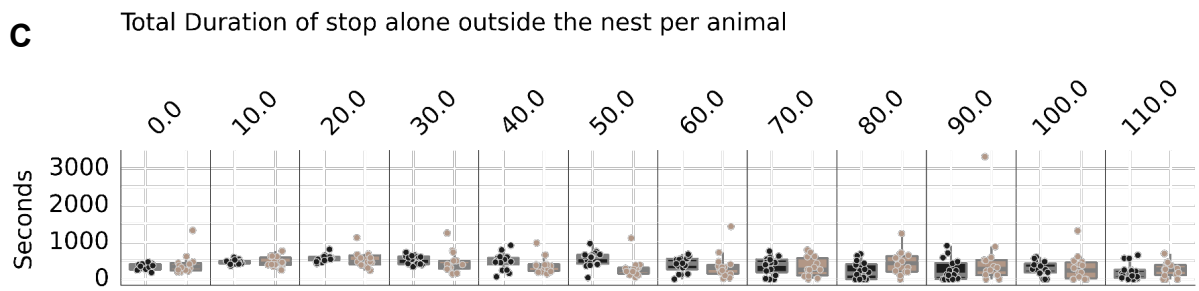 C
Total Duration of stop alone outside the nest per animal
0.0 10.0 20.0 30.0 40.0 50.0 60.0 70.0 80.0 90.0 100.0 110.0
Seconds
3000
2000
1000
0